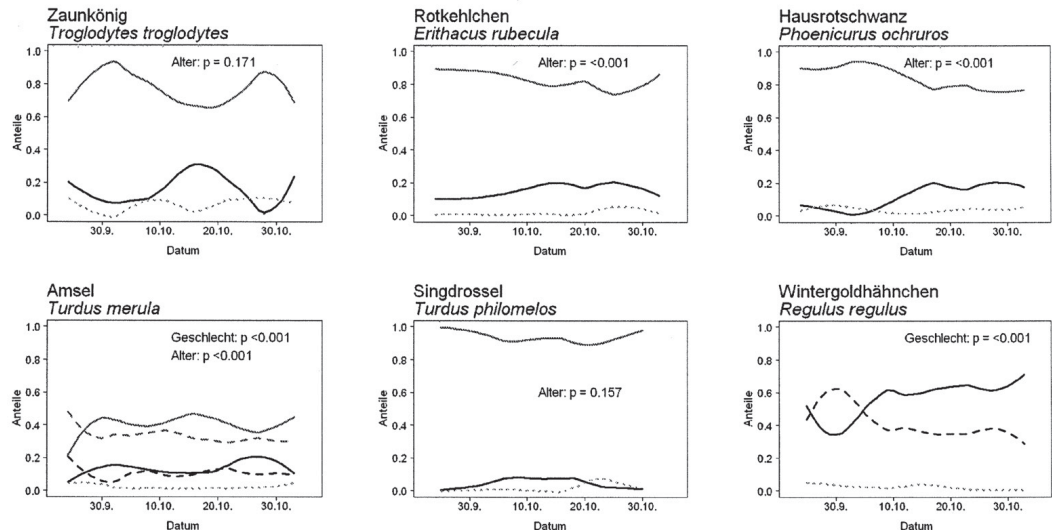 Zaunkönig
Troglodytes troglodytes
Alter: p = 0.171
Anteile
1.0
0.8
0.6
0.4
0.2
0.0
30.9.
10.10.
20.10.
30.10.
Datum
Rotkehlchen
Erithacus rubecula
Alter: p = <0.001
Anteile
1.0
0.8
0.6
0.4
0.2
0.0
30.9.
10.10.
20.10.
30.10.
Datum
Hausrotschwanz
Phoenicurus ochruros
Alter: p = <0.001
Anteile
1.0
0.8
0.6
0.4
0.2
0.0
30.9.
10.10.
20.10.
30.10.
Datum
Amsel
Turdus merula
Geschlecht: p <0.001
Alter: p <0.001
Anteile
1.0
0.8
0.6
0.4
0.2
0.0
30.9.
10.10.
20.10.
30.10.
Datum
Singdrossel
Turdus philomelos
Alter: p = 0.157
Anteile
1.0
0.8
0.6
0.4
0.2
0.0
30.9.
10.10.
20.10.
30.10.
Datum
Wintergoldhähnchen
Regulus regulus
Geschlecht: p = <0.001
Anteile
1.0
0.8
0.6
0.4
0.2
0.0
30.9.
10.10.
20.10.
30.10.
Datum